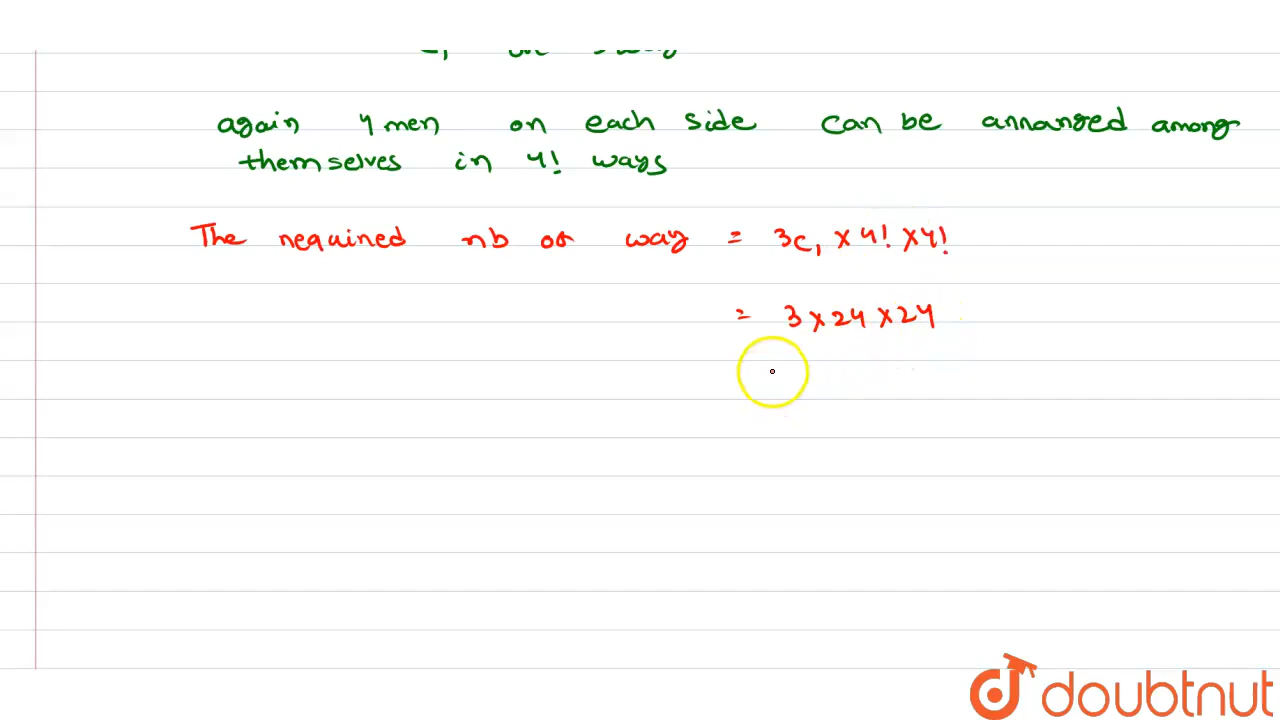 again 4 men on each side can be arranged among
themselves in 4! ways
The required nb of way = 3C₁ × 4! × 4!
= 3 × 24 × 24
doubtnut